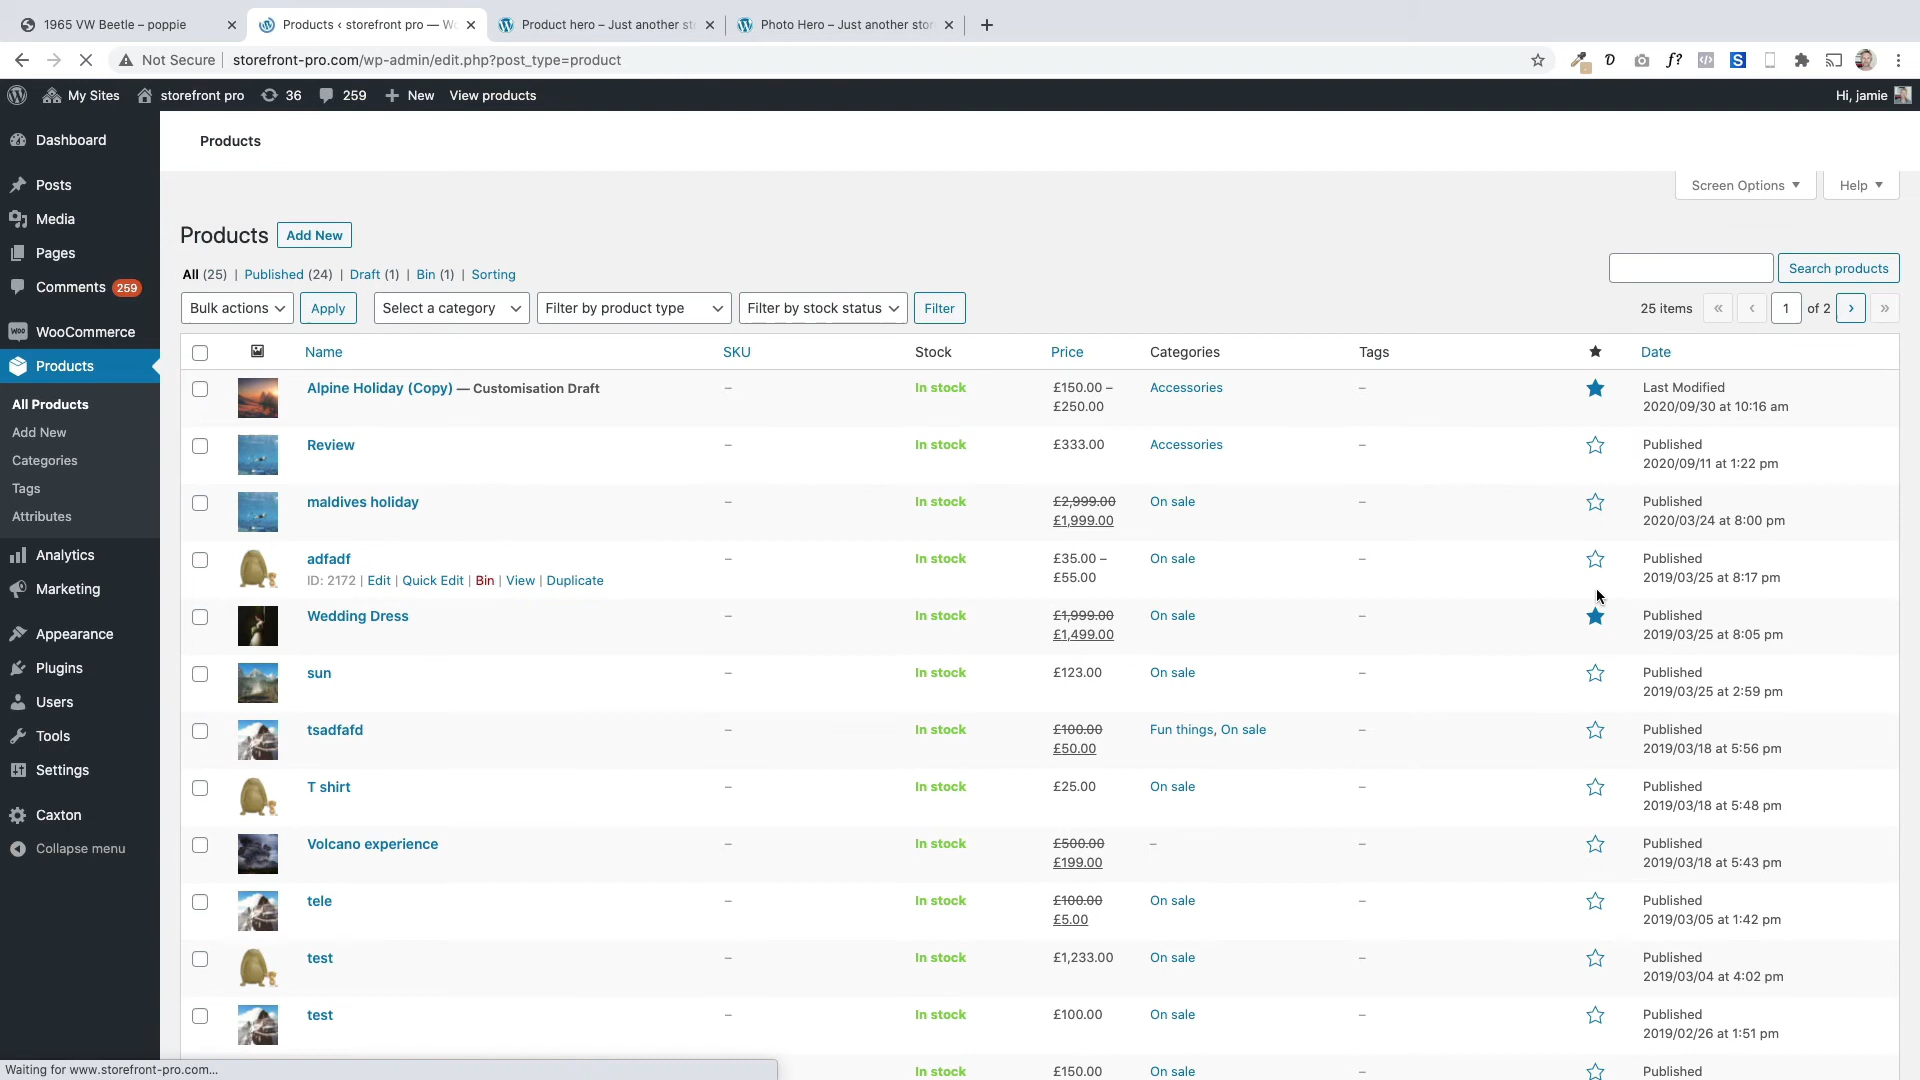 1965 VW Beetle – poppie
Products ‹ storefront pro — Wo
Product hero – Just another st
Photo Hero – Just another stor
Not Secure
storefront-pro.com/wp-admin/edit.php?post_type=product
My Sites storefront pro 36 259 New View products Hi, jamie
Dashboard
Posts
Media
Pages
Comments 259
WooCommerce
Products
All Products
Add New
Categories
Tags
Attributes
Analytics
Marketing
Appearance
Plugins
Users
Tools
Settings
Caxton
Collapse menu
Products
Screen Options Help
Products Add New
All (25) | Published (24) | Draft (1) | Bin (1) | Sorting
Search products
Bulk actions Apply Select a category Filter by product type Filter by stock status Filter
25 items « ‹ 1 of 2 › »
Name SKU Stock Price Categories Tags Date
Alpine Holiday (Copy) — Customisation Draft – In stock £150.00 – Accessories – Last Modified
£250.00 2020/09/30 at 10:16 am
Review – In stock £333.00 Accessories – Published
2020/09/11 at 1:22 pm
maldives holiday – In stock £2,999.00 On sale – Published
£1,999.00 2020/03/24 at 8:00 pm
adfadf – In stock £35.00 – On sale – Published
ID: 2172 | Edit | Quick Edit | Bin | View | Duplicate £55.00 2019/03/25 at 8:17 pm
Wedding Dress – In stock £1,999.00 On sale – Published
£1,499.00 2019/03/25 at 8:05 pm
sun – In stock £123.00 On sale – Published
2019/03/25 at 2:59 pm
tsadfafd – In stock £100.00 Fun things, On sale – Published
£50.00 2019/03/18 at 5:56 pm
T shirt – In stock £25.00 On sale – Published
2019/03/18 at 5:48 pm
Volcano experience – In stock £500.00 – – Published
£199.00 2019/03/18 at 5:43 pm
tele – In stock £100.00 On sale – Published
£5.00 2019/03/05 at 1:42 pm
test – In stock £1,233.00 On sale – Published
2019/03/04 at 4:02 pm
test – In stock £100.00 On sale – Published
2019/02/26 at 1:51 pm
In stock £150.00 On sale Published
Waiting for www.storefront-pro.com...